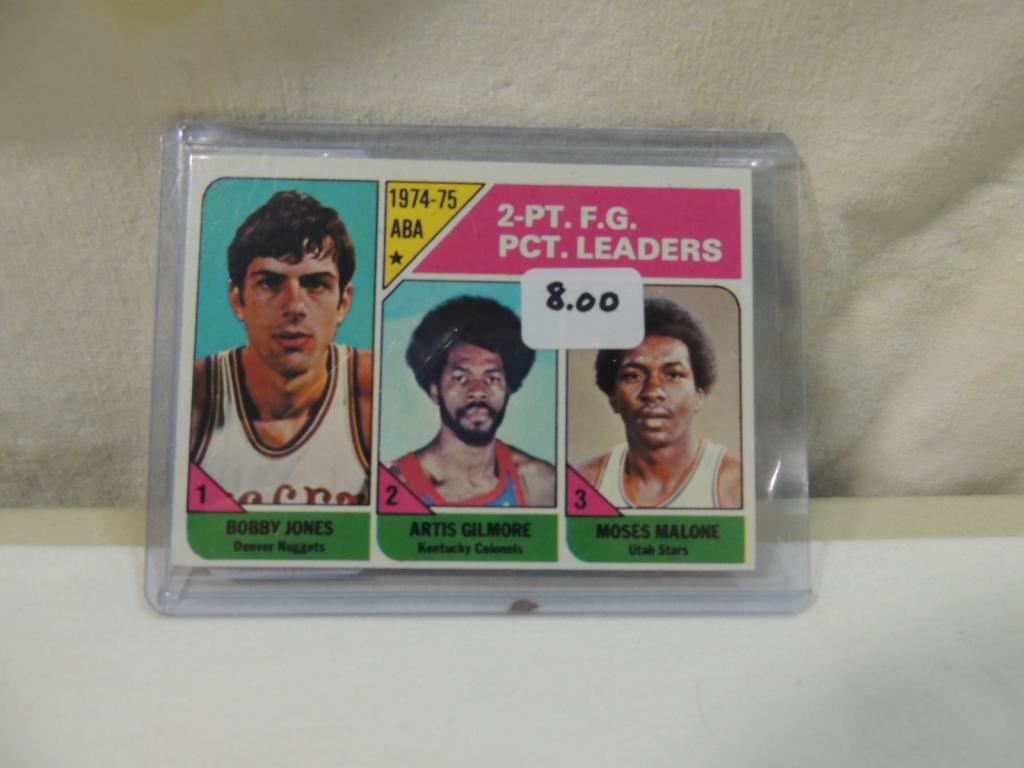 1974-75
ABA
2-PT. F.G.
PCT. LEADERS
8.00
1
2
3
BOBBY JONES
Denver Nuggets
ARTIS GILMORE
Kentucky Colonels
MOSES MALONE
Utah Stars